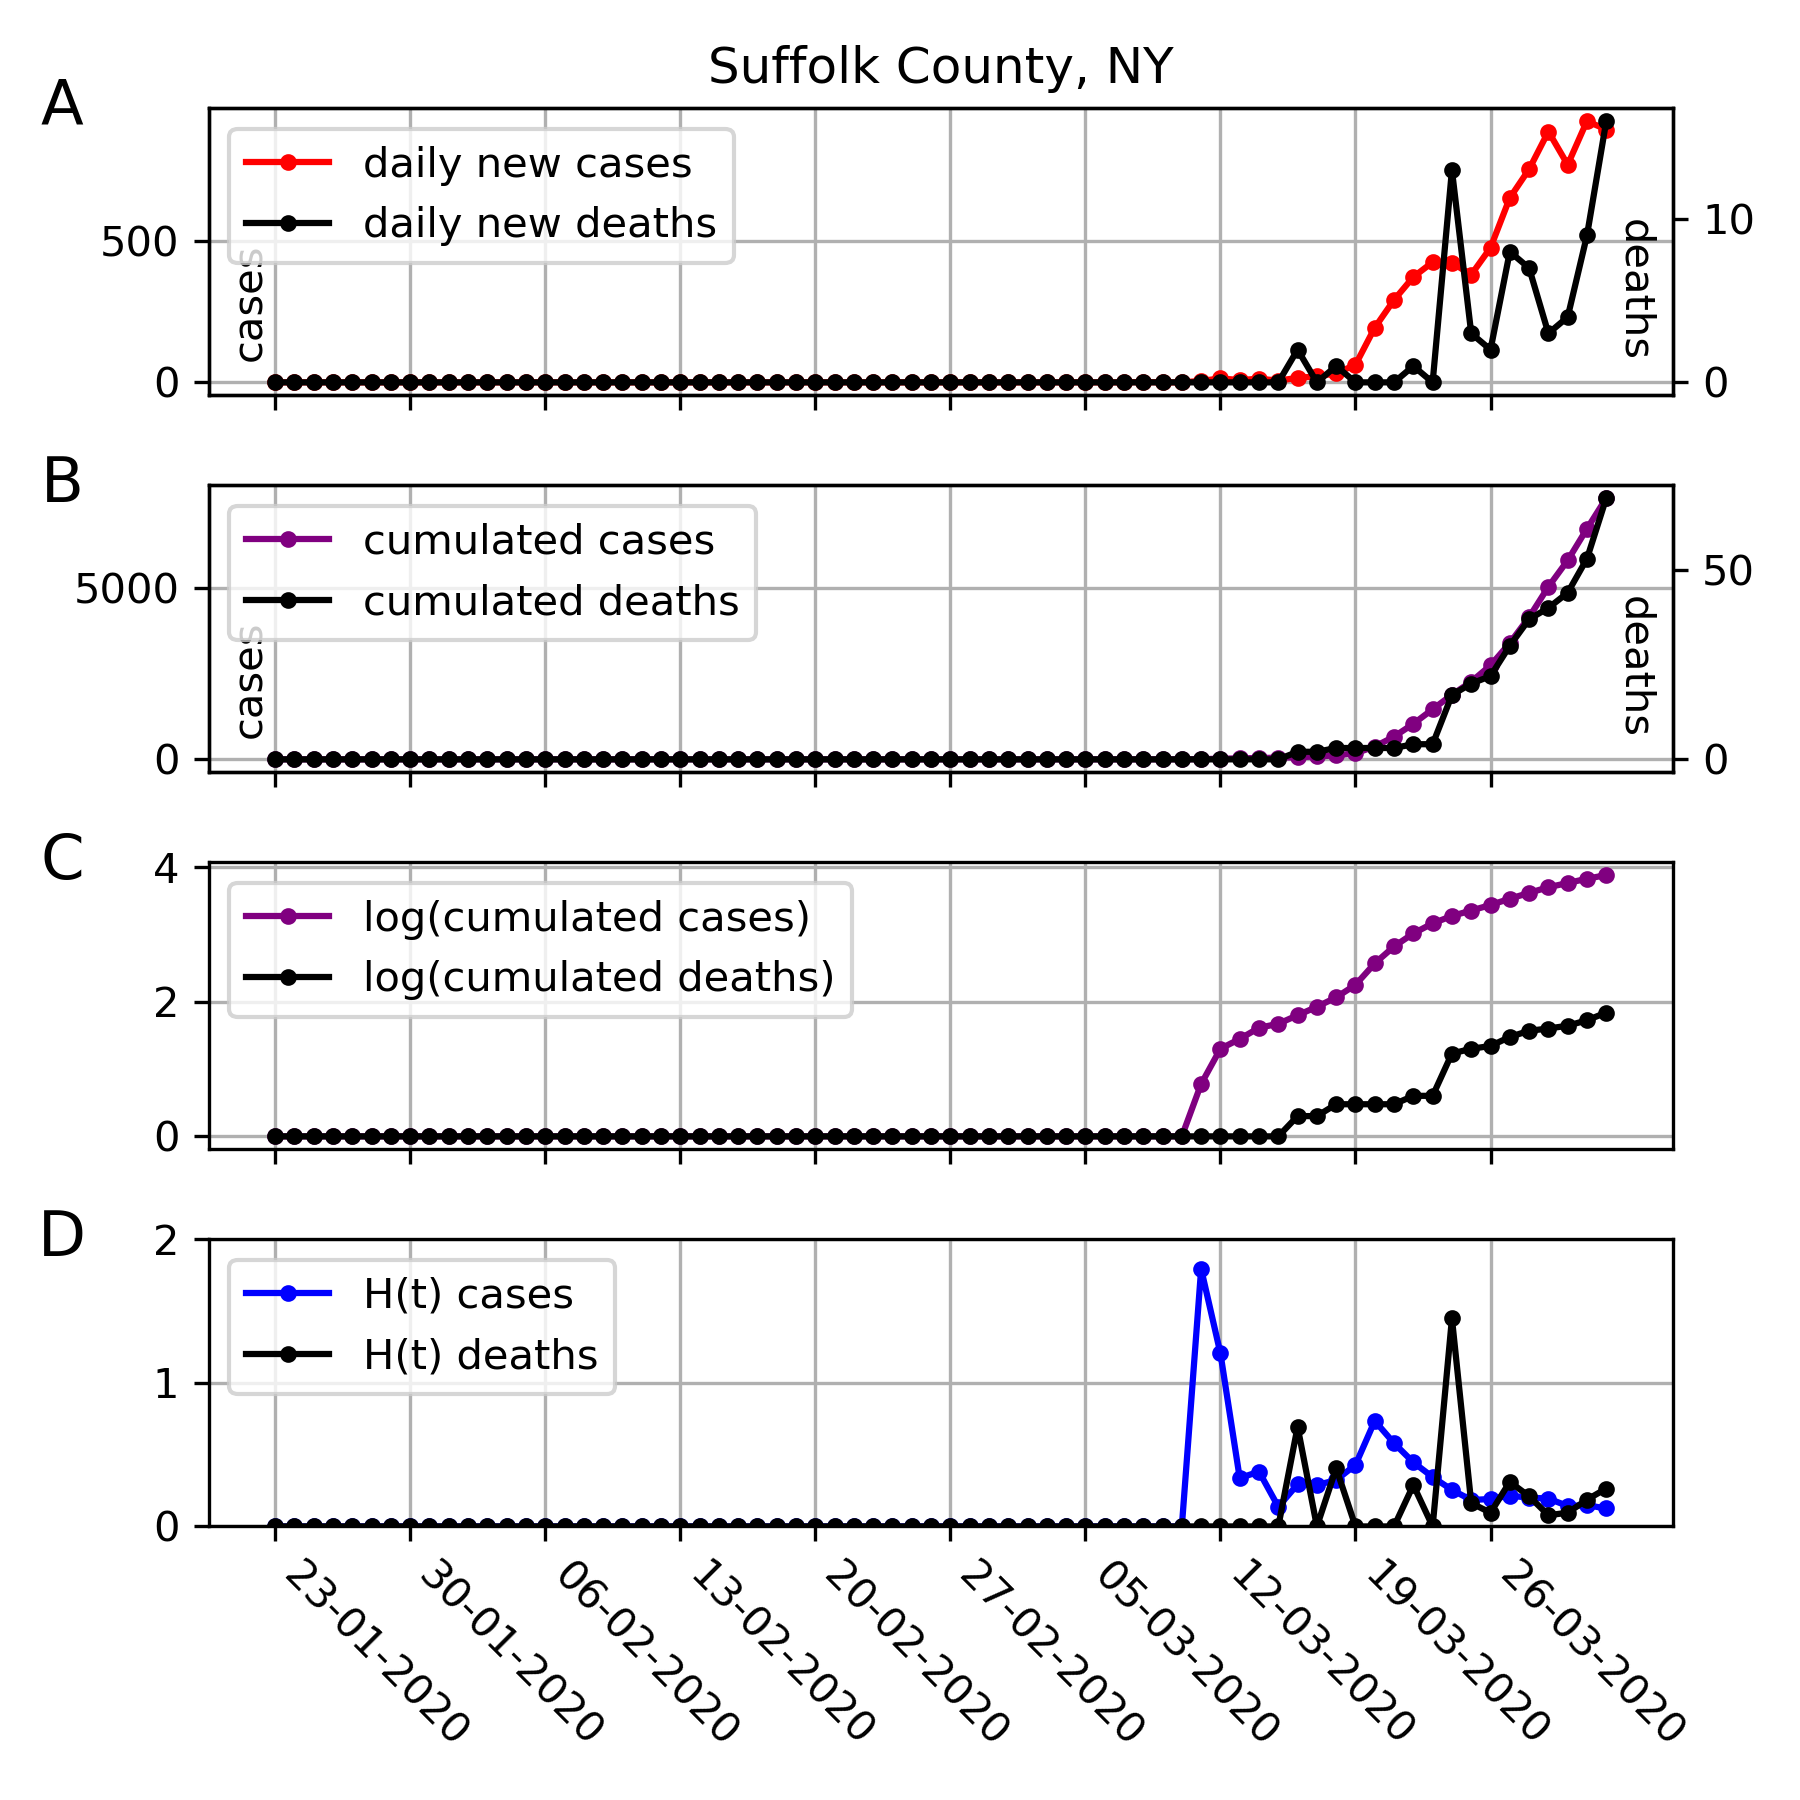 Suffolk County, NY
A
daily new cases
daily new deaths
500
0
cases
10
0
deaths
B
cumulated cases
cumulated deaths
5000
0
cases
50
0
deaths
C
log(cumulated cases)
log(cumulated deaths)
4
2
0
D
H(t) cases
H(t) deaths
2
1
0
23-01-2020
30-01-2020
06-02-2020
13-02-2020
20-02-2020
27-02-2020
05-03-2020
12-03-2020
19-03-2020
26-03-2020